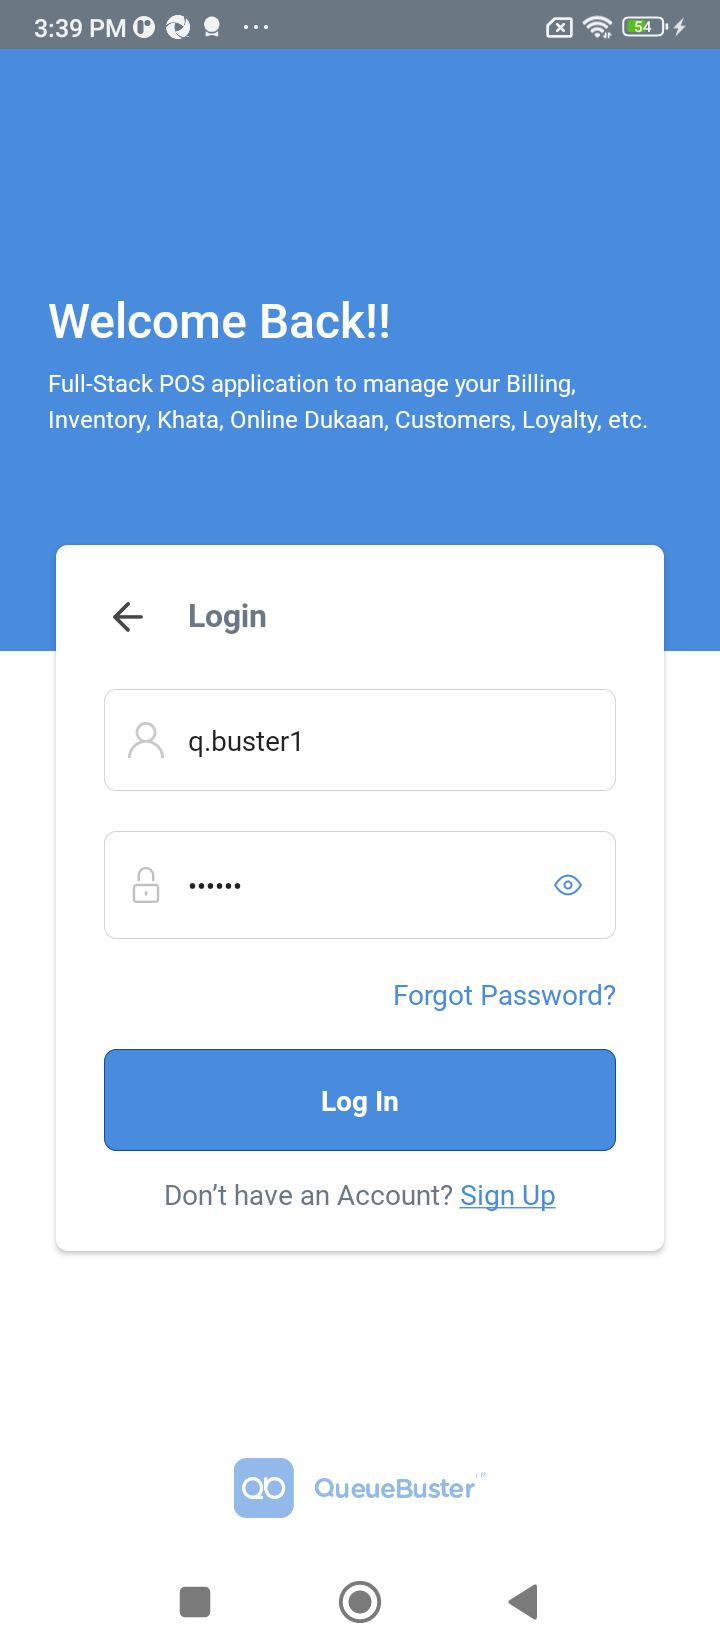 3:39 PM
54
Welcome Back!!
Full-Stack POS application to manage your Billing,
Inventory, Khata, Online Dukaan, Customers, Loyalty, etc.
Login
q.buster1
••••••
Forgot Password?
Log In
Don’t have an Account? Sign Up
QueueBuster™